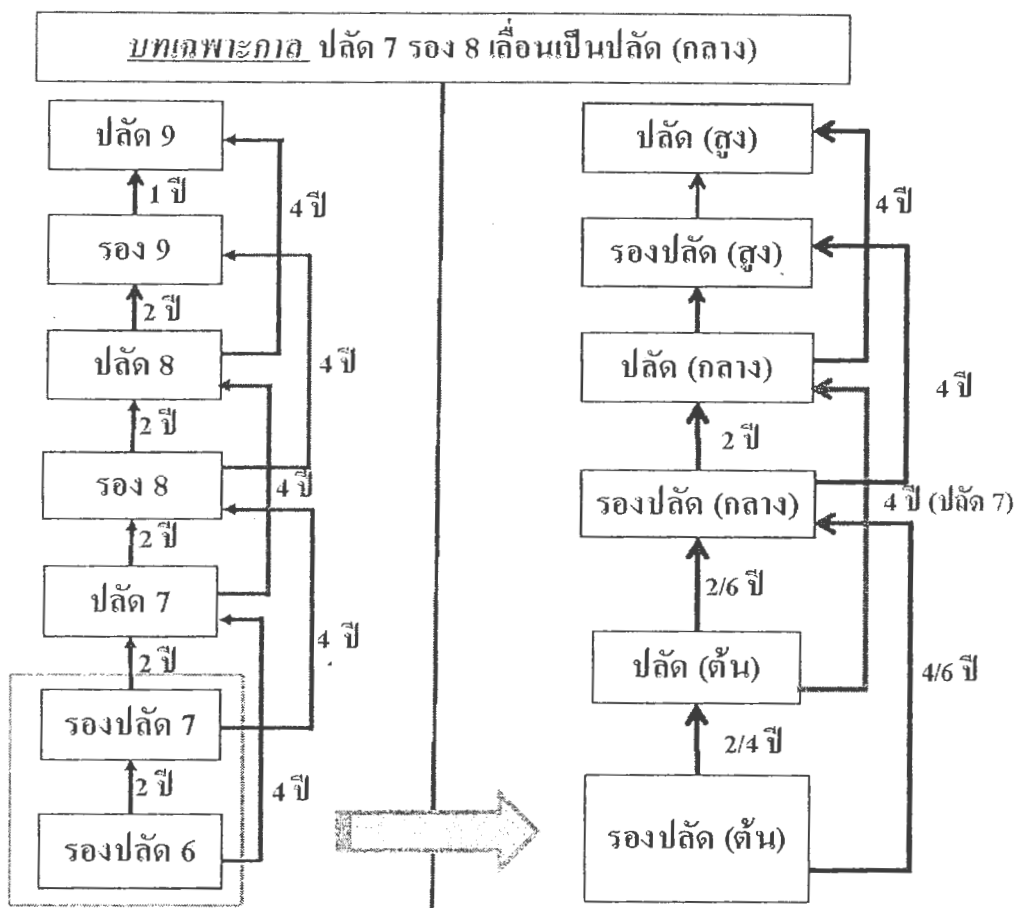 บทเฉพาะกาล ปลัด 7 รอง 8 เลื่อนเป็นปลัด (กลาง)
ปลัด 9
1 ปี
4 ปี
รอง 9
2 ปี
ปลัด 8
4 ปี
2 ปี
รอง 8
4 ปี
2 ปี
ปลัด 7
4 ปี
2 ปี
รองปลัด 7
2 ปี
4 ปี
รองปลัด 6
ปลัด (สูง)
4 ปี
รองปลัด (สูง)
ปลัด (กลาง)
4 ปี
2 ปี
รองปลัด (กลาง)
4 ปี (ปลัด 7)
2/6 ปี
ปลัด (ต้น)
4/6 ปี
2/4 ปี
รองปลัด (ต้น)